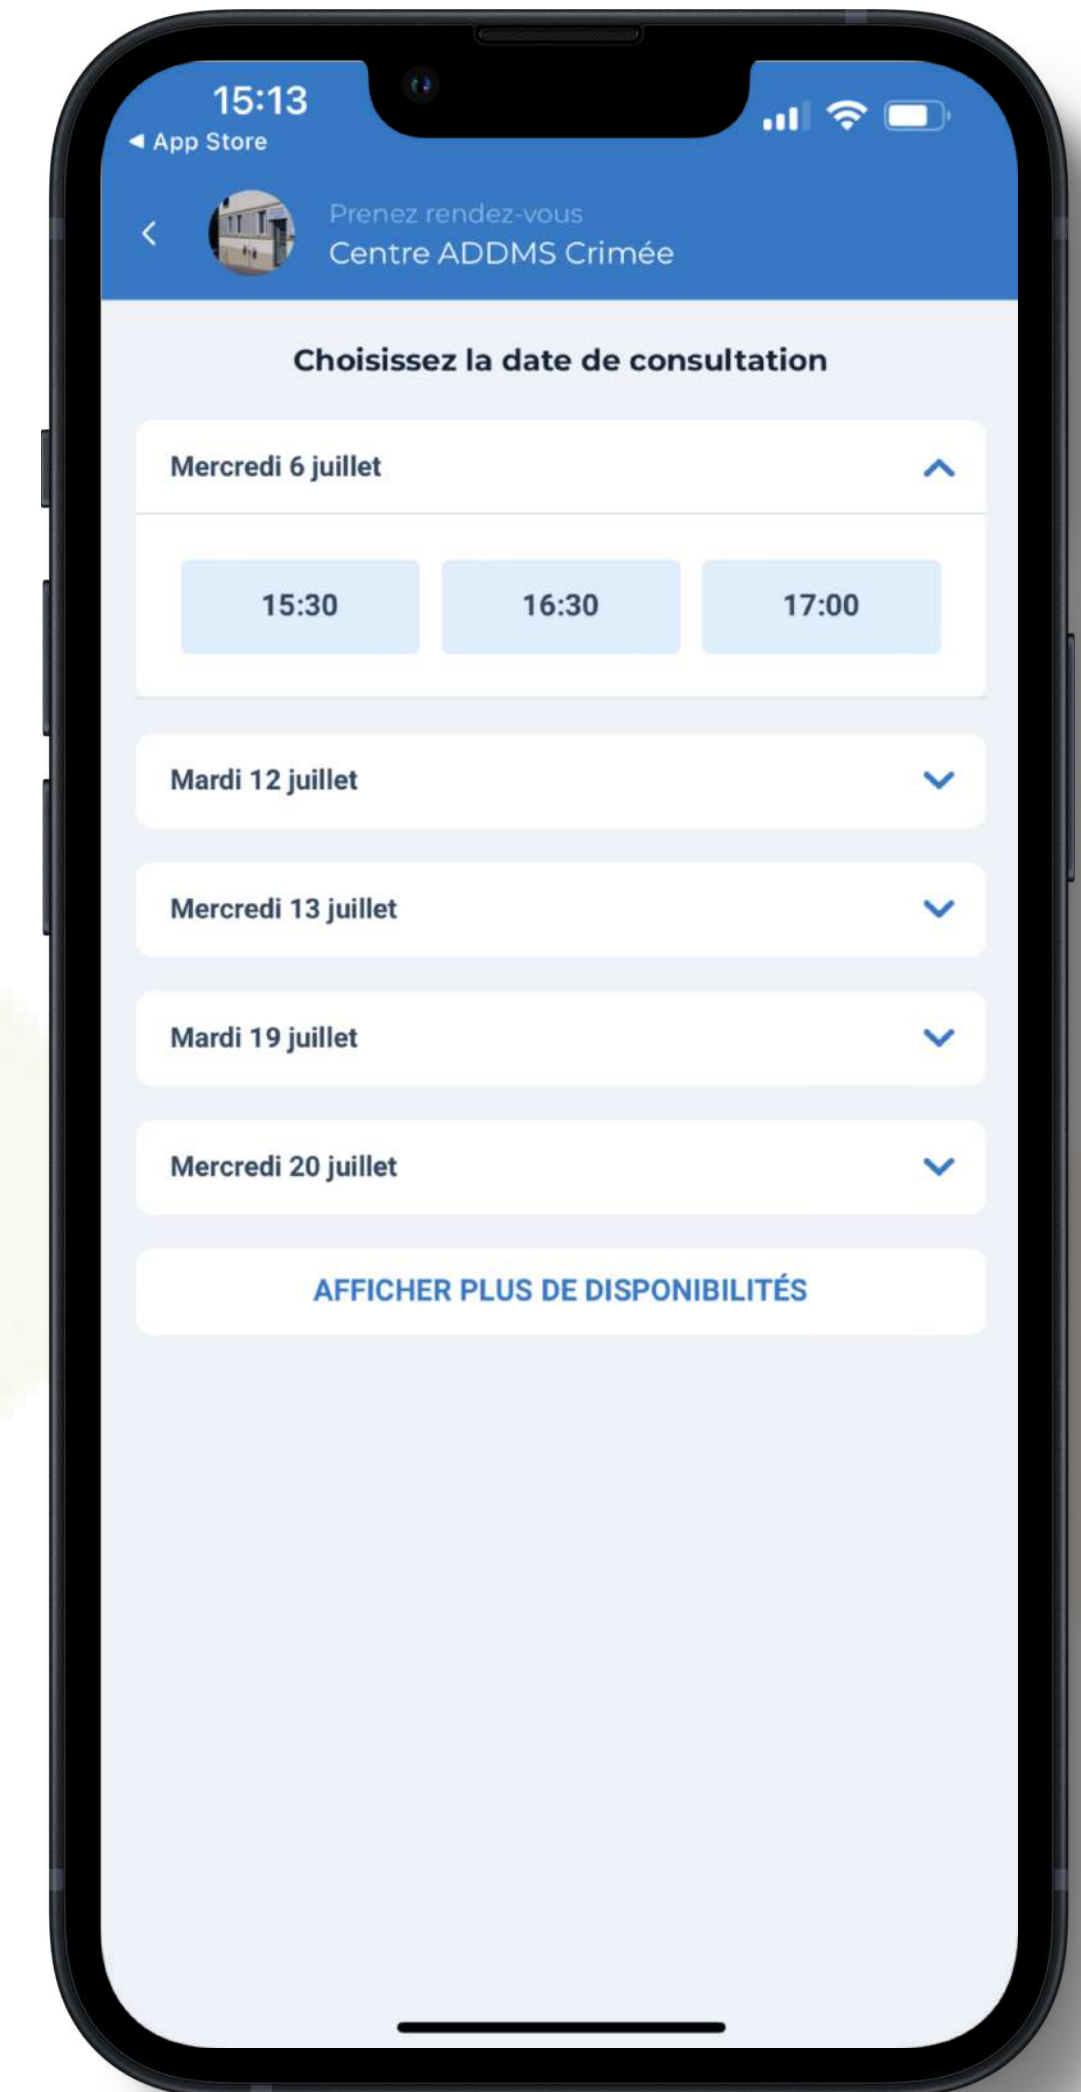 15:13
◀ App Store
Prenez rendez-vous
Centre ADDMS Crimée
Choisissez la date de consultation
Mercredi 6 juillet
15:30 16:30 17:00
Mardi 12 juillet
Mercredi 13 juillet
Mardi 19 juillet
Mercredi 20 juillet
AFFICHER PLUS DE DISPONIBILITÉS